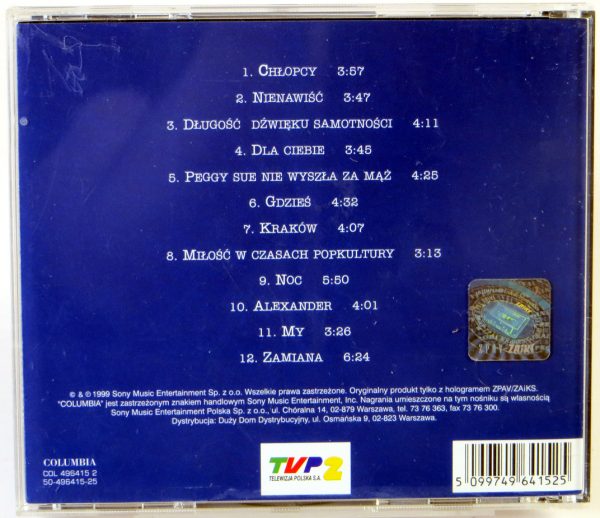 1. CHŁOPCY 3:57
2. NIENAWIŚĆ 3:47
3. DŁUGOŚĆ DŹWIĘKU SAMOTNOŚCI 4:11
4. DLA CIEBIE 3:45
5. PEGGY SUE NIE WYSZŁA ZA MĄŻ 4:25
6. GDZIEŚ 4:32
7. KRAKÓW 4:07
8. MIŁOŚĆ W CZASACH POPKULTURY 3:13
9. NOC 5:50
10. ALEXANDER 4:01
11. MY 3:26
12. ZAMIANA 6:24
ZPAV ZAIKS
℗ & © 1999 Sony Music Entertainment Sp. z o.o. Wszelkie prawa zastrzeżone. Oryginalny produkt tylko z hologramem ZPAV/ZAiKS.
"COLUMBIA" jest zastrzeżonym znakiem handlowym Sony Music Entertainment, Inc. Nagrania umieszczone na tym nośniku są własnością
Sony Music Entertainment Polska Sp. z o.o., ul. Chóralna 14, 02-879 Warszawa, tel. 73 76 363, fax 73 76 300.
Dystrybucja: Duży Dom Dystrybucyjny, ul. Osmańska 9, 02-823 Warszawa.
COLUMBIA
COL 496415 2
50-496415-25
TVP2
TELEWIZJA POLSKA S.A.
5 099749 641525